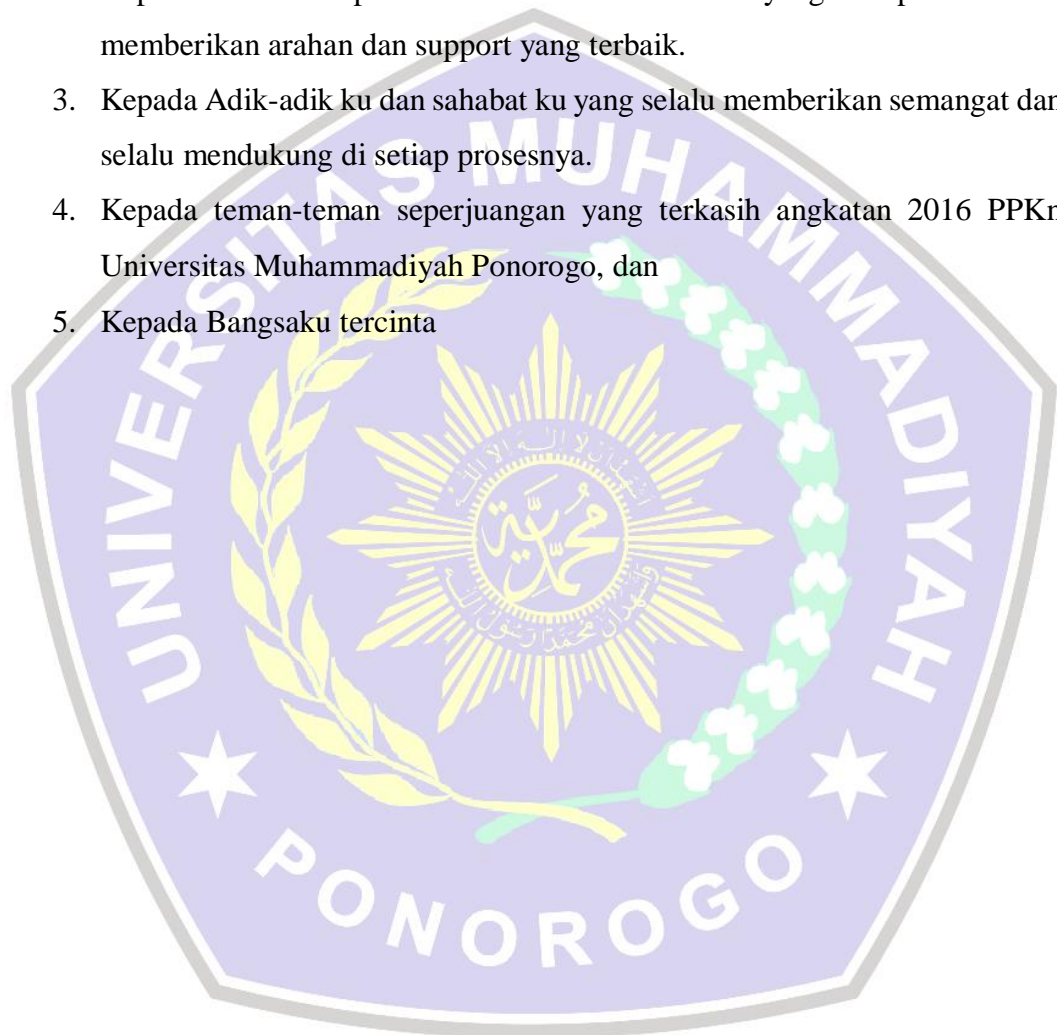 memberikan arahan dan support yang terbaik.
3. Kepada Adik-adik ku dan sahabat ku yang selalu memberikan semangat dan
selalu mendukung di setiap prosesnya.
4. Kepada teman-teman seperjuangan yang terkasih angkatan 2016 PPKn
Universitas Muhammadiyah Ponorogo, dan
5. Kepada Bangsaku tercinta
UNIVERSITAS MUHAMMADIYAH
محمدية
PONOROGO